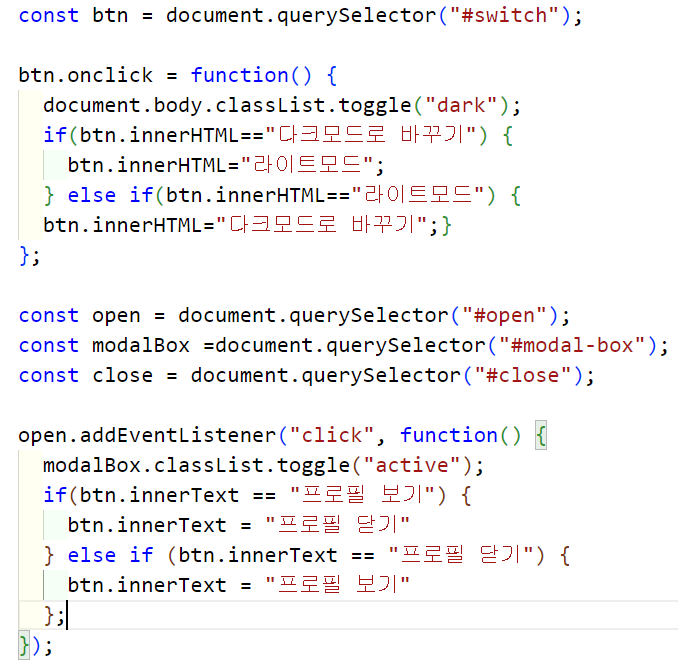 const btn = document.querySelector("#switch");
btn.onclick = function() {
document.body.classList.toggle("dark");
if(btn.innerHTML=="다크모드로 바꾸기") {
btn.innerHTML="라이트모드";
} else if(btn.innerHTML=="라이트모드") {
btn.innerHTML="다크모드로 바꾸기";}
};
const open = document.querySelector("#open");
const modalBox =document.querySelector("#modal-box");
const close = document.querySelector("#close");
open.addEventListener("click", function() {
modalBox.classList.toggle("active");
if(btn.innerText == "프로필 보기") {
btn.innerText = "프로필 닫기"
} else if (btn.innerText == "프로필 닫기") {
btn.innerText = "프로필 보기"
};
});